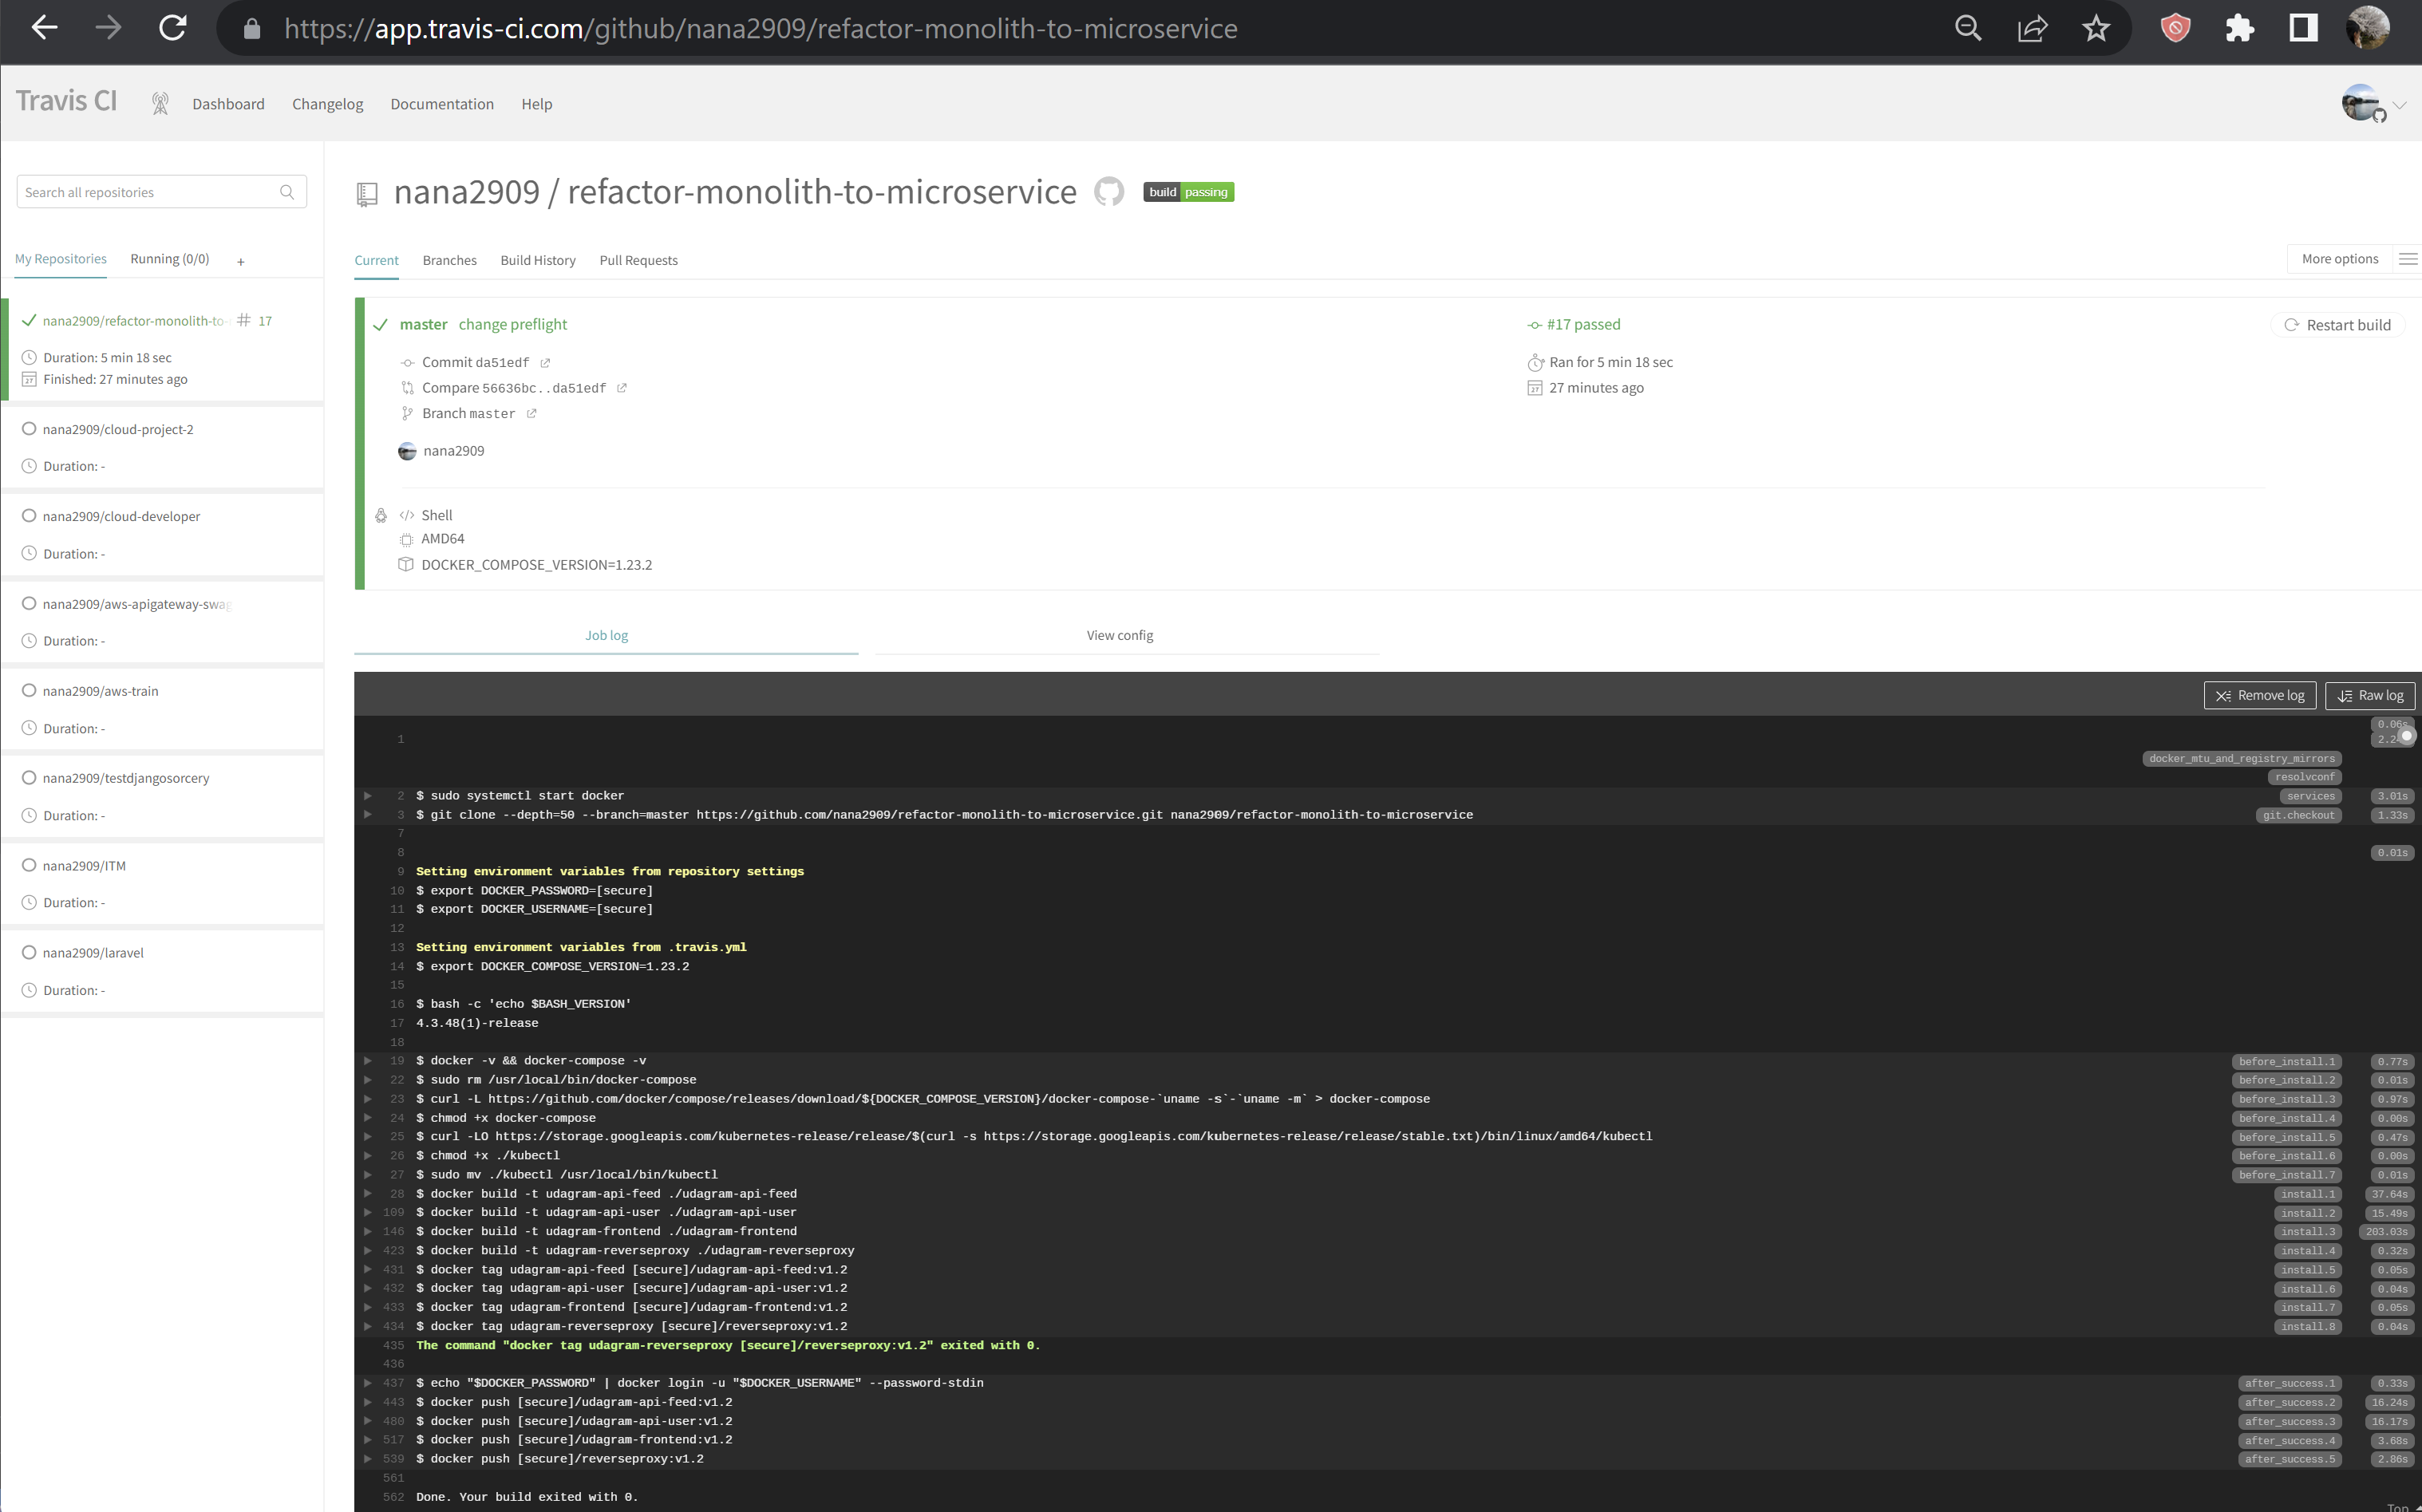 https://app.travis-ci.com/github/nana2909/refactor-monolith-to-microservice
Travis CI
Dashboard
Changelog
Documentation
Help
Search all repositories
My Repositories
Running (0/0)
+
nana2909/refactor-monolith-to- # 17
Duration: 5 min 18 sec
Finished: 27 minutes ago
nana2909/cloud-project-2
Duration: -
nana2909/cloud-developer
Duration: -
nana2909/aws-apigateway-swag
Duration: -
nana2909/aws-train
Duration: -
nana2909/testdjangosorcery
Duration: -
nana2909/ITM
Duration: -
nana2909/laravel
Duration: -
nana2909 / refactor-monolith-to-microservice
build passing
Current
Branches
Build History
Pull Requests
More options
master change preflight
#17 passed
Restart build
Commit da51edf
Ran for 5 min 18 sec
Compare 56636bc..da51edf
27 minutes ago
Branch master
nana2909
</> Shell
AMD64
DOCKER_COMPOSE_VERSION=1.23.2
Job log
View config
Remove log
Raw log
0.06s
1
docker_mtu_and_registry_mirrors
resolvconf
2 $ sudo systemctl start docker services 3.01s
3 $ git clone --depth=50 --branch=master https://github.com/nana2909/refactor-monolith-to-microservice.git nana2909/refactor-monolith-to-microservice git.checkout 1.33s
7
8 0.01s
9 Setting environment variables from repository settings
10 $ export DOCKER_PASSWORD=[secure]
11 $ export DOCKER_USERNAME=[secure]
12
13 Setting environment variables from .travis.yml
14 $ export DOCKER_COMPOSE_VERSION=1.23.2
15
16 $ bash -c 'echo $BASH_VERSION'
17 4.3.48(1)-release
18
19 $ docker -v && docker-compose -v before_install.1 0.77s
22 $ sudo rm /usr/local/bin/docker-compose before_install.2 0.01s
23 $ curl -L https://github.com/docker/compose/releases/download/${DOCKER_COMPOSE_VERSION}/docker-compose-`uname -s`-`uname -m` > docker-compose before_install.3 0.97s
24 $ chmod +x docker-compose before_install.4 0.00s
25 $ curl -LO https://storage.googleapis.com/kubernetes-release/release/$(curl -s https://storage.googleapis.com/kubernetes-release/release/stable.txt)/bin/linux/amd64/kubectl before_install.5 0.47s
26 $ chmod +x ./kubectl before_install.6 0.00s
27 $ sudo mv ./kubectl /usr/local/bin/kubectl before_install.7 0.01s
28 $ docker build -t udagram-api-feed ./udagram-api-feed install.1 37.64s
109 $ docker build -t udagram-api-user ./udagram-api-user install.2 15.49s
146 $ docker build -t udagram-frontend ./udagram-frontend install.3 203.03s
423 $ docker build -t udagram-reverseproxy ./udagram-reverseproxy install.4 0.32s
431 $ docker tag udagram-api-feed [secure]/udagram-api-feed:v1.2 install.5 0.05s
432 $ docker tag udagram-api-user [secure]/udagram-api-user:v1.2 install.6 0.04s
433 $ docker tag udagram-frontend [secure]/udagram-frontend:v1.2 install.7 0.05s
434 $ docker tag udagram-reverseproxy [secure]/reverseproxy:v1.2 install.8 0.04s
435 The command "docker tag udagram-reverseproxy [secure]/reverseproxy:v1.2" exited with 0.
436
437 $ echo "$DOCKER_PASSWORD" | docker login -u "$DOCKER_USERNAME" --password-stdin after_success.1 0.33s
443 $ docker push [secure]/udagram-api-feed:v1.2 after_success.2 16.24s
480 $ docker push [secure]/udagram-api-user:v1.2 after_success.3 16.17s
517 $ docker push [secure]/udagram-frontend:v1.2 after_success.4 3.68s
539 $ docker push [secure]/reverseproxy:v1.2 after_success.5 2.86s
561
562 Done. Your build exited with 0.
Top